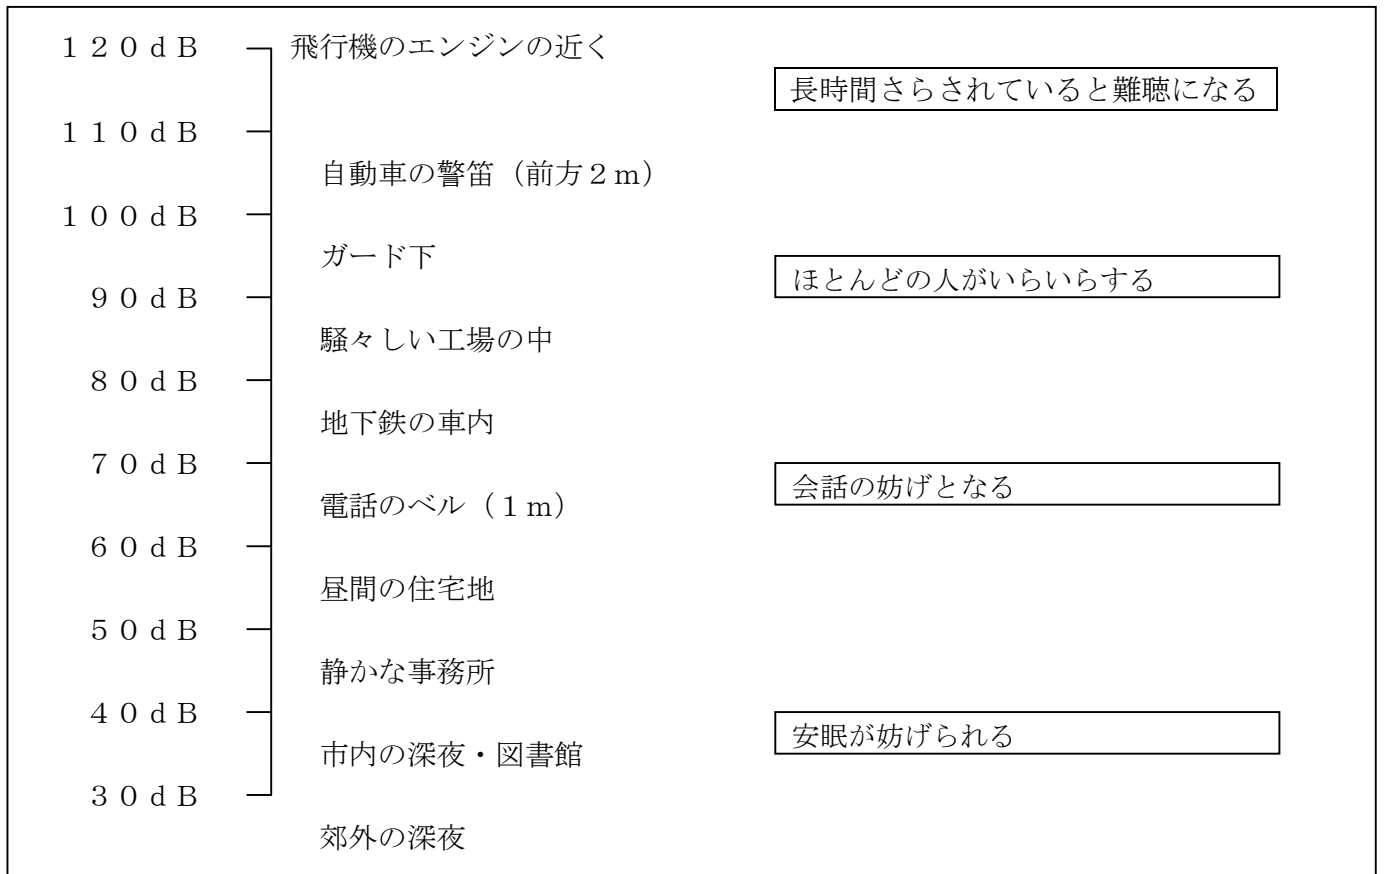 １２０ｄＢ 飛行機のエンジンの近く
長時間さらされていると難聴になる
１１０ｄＢ
自動車の警笛（前方２ｍ）
１００ｄＢ
ガード下
ほとんどの人がいらいらする
９０ｄＢ
騒々しい工場の中
８０ｄＢ
地下鉄の車内
７０ｄＢ
会話の妨げとなる
電話のベル（１ｍ）
６０ｄＢ
昼間の住宅地
５０ｄＢ
静かな事務所
４０ｄＢ
安眠が妨げられる
市内の深夜・図書館
３０ｄＢ
郊外の深夜